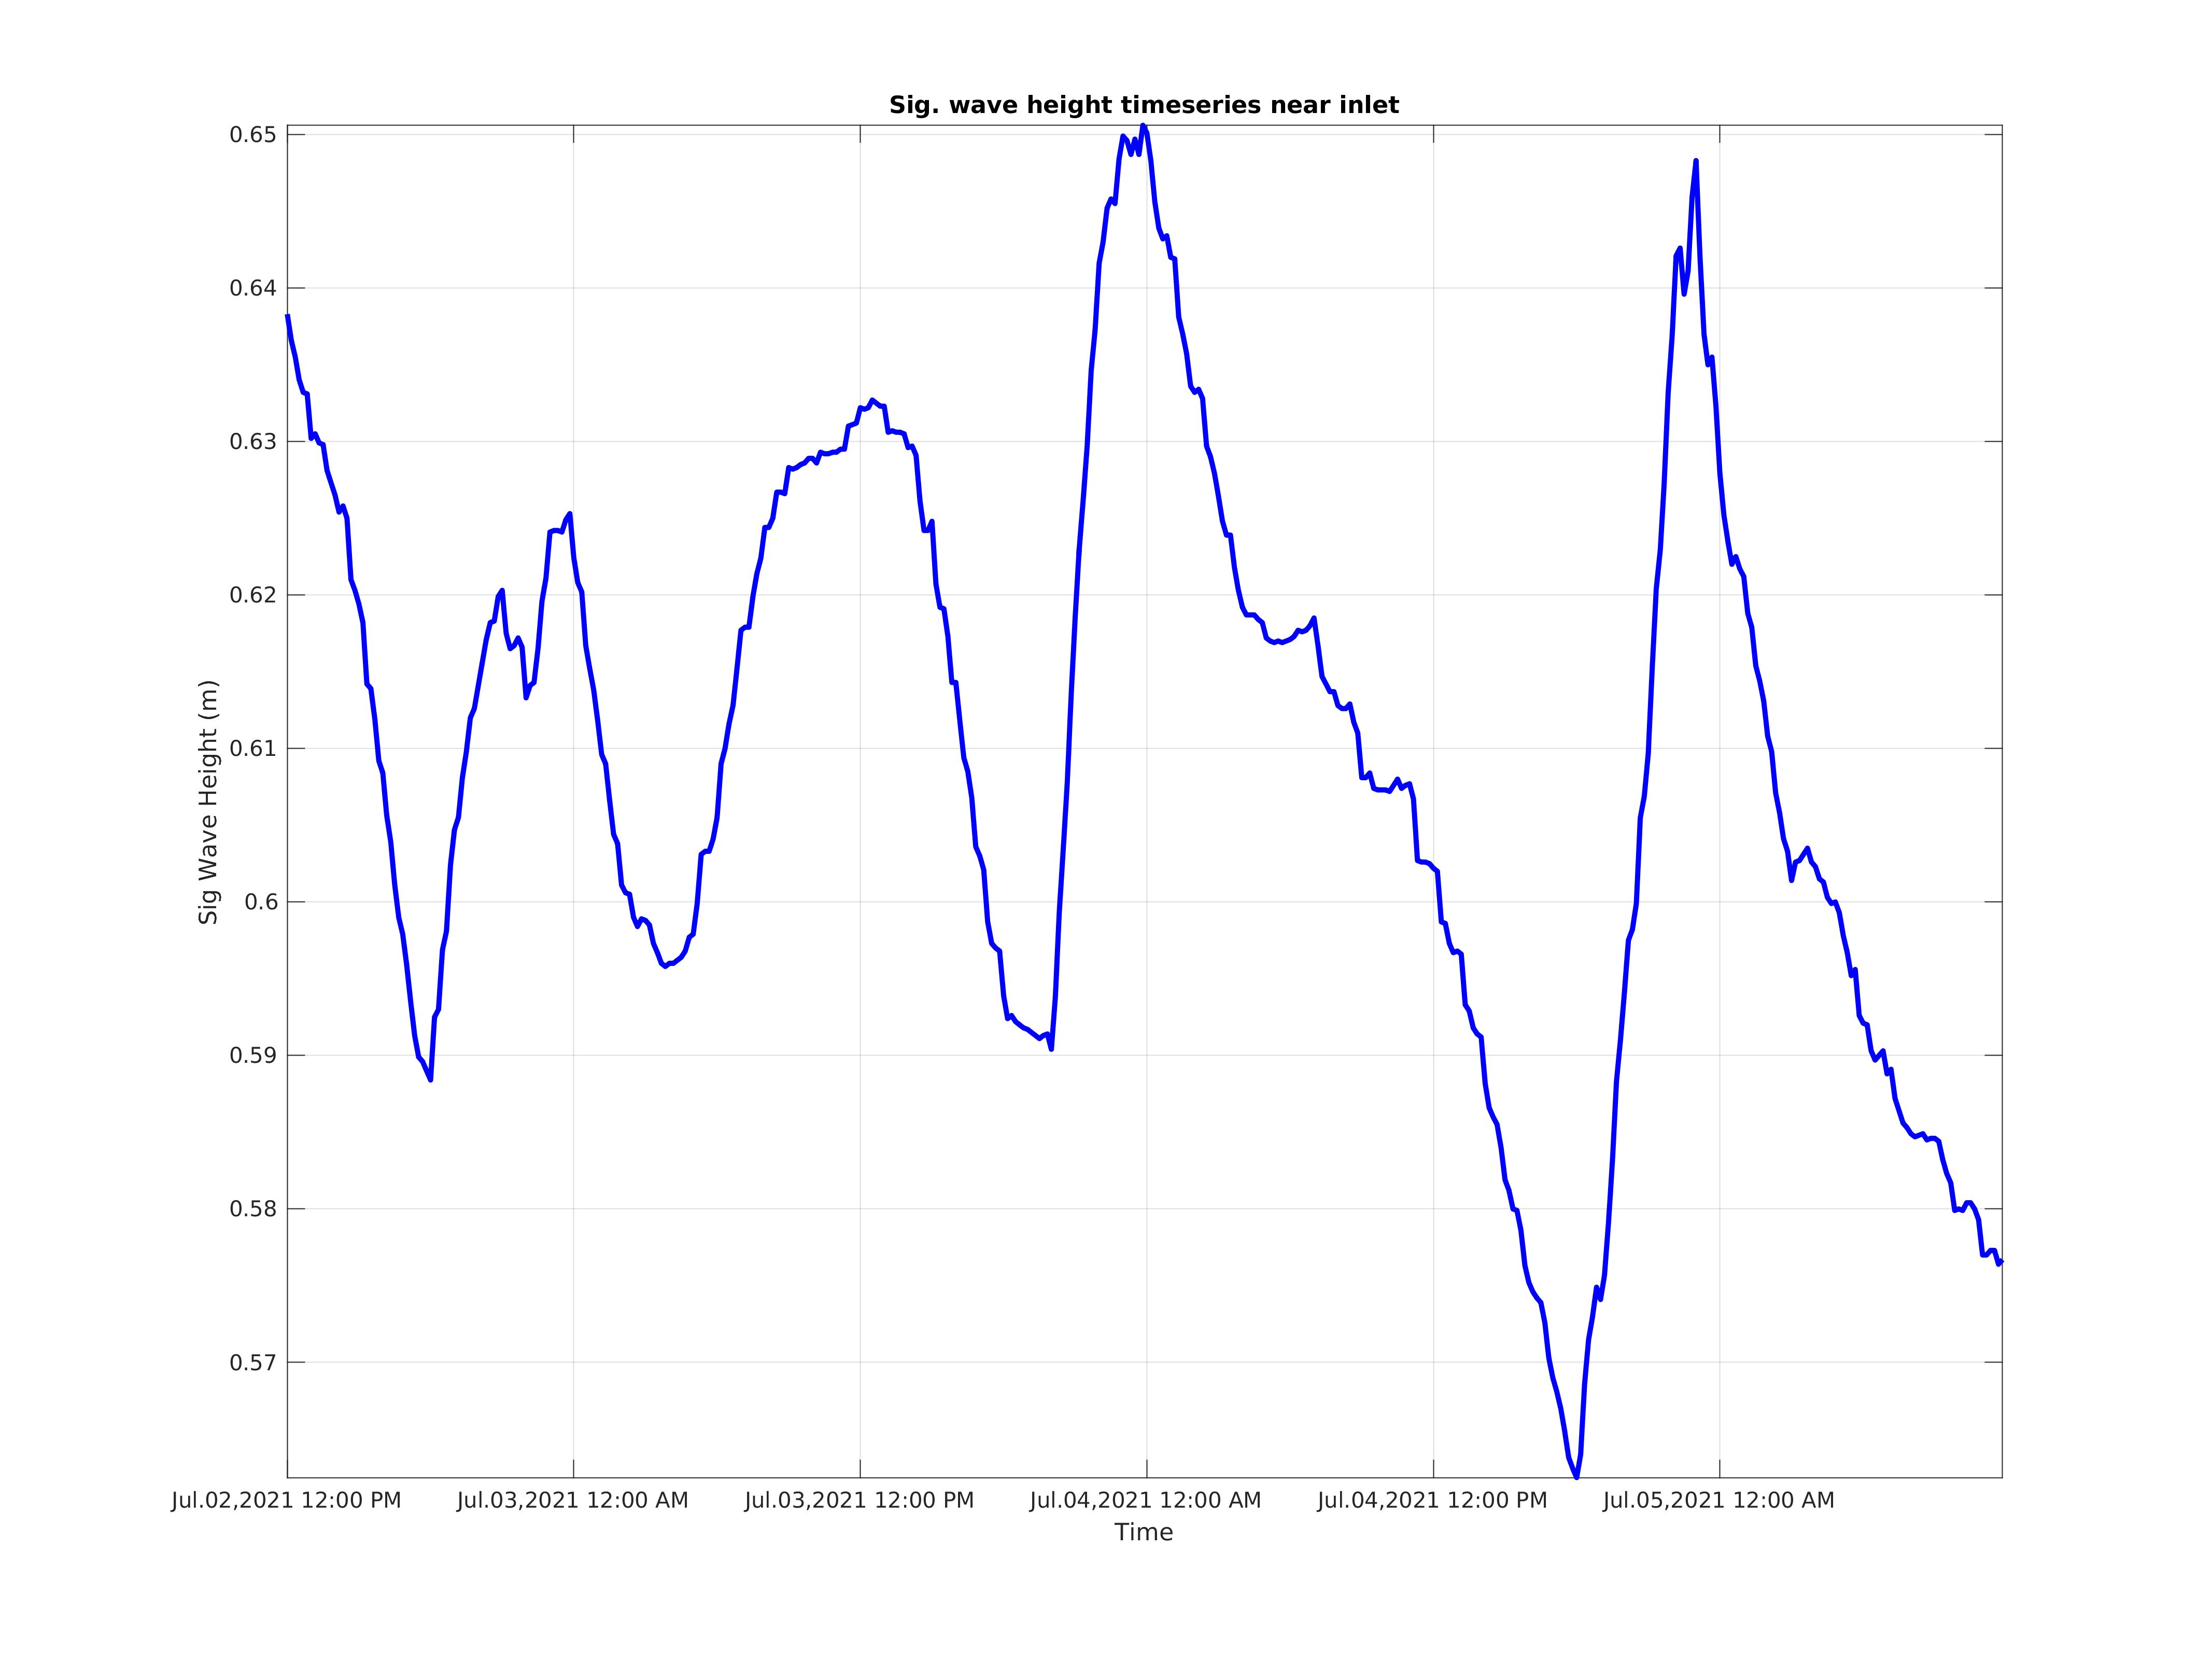 Sig. wave height timeseries near inlet
0.65
0.64
0.63
0.62
0.61
0.6
0.59
0.58
0.57
Sig Wave Height (m)
Jul.02,2021 12:00 PM
Jul.03,2021 12:00 AM
Jul.03,2021 12:00 PM
Jul.04,2021 12:00 AM
Jul.04,2021 12:00 PM
Jul.05,2021 12:00 AM
Time